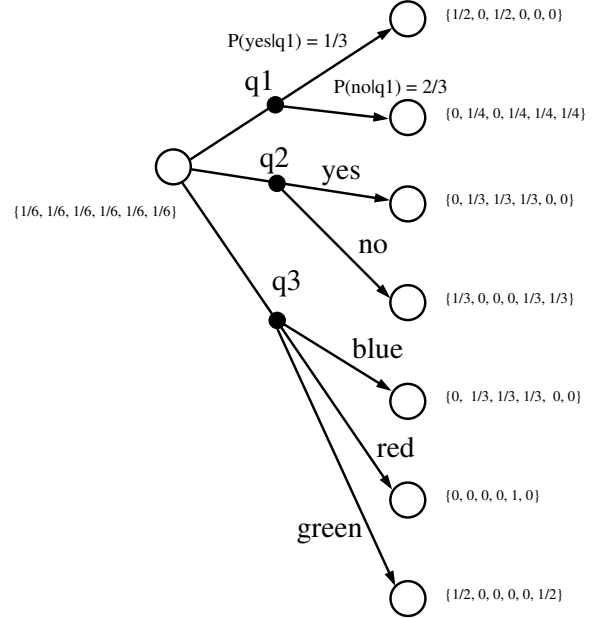 {1/2, 0, 1/2, 0, 0, 0}
P(yes|q1) = 1/3
q1
P(no|q1) = 2/3
{0, 1/4, 0, 1/4, 1/4, 1/4}
q2
yes
{0, 1/3, 1/3, 1/3, 0, 0}
{1/6, 1/6, 1/6, 1/6, 1/6, 1/6}
no
q3
{1/3, 0, 0, 0, 1/3, 1/3}
blue
{0, 1/3, 1/3, 1/3, 0, 0}
red
{0, 0, 0, 0, 1, 0}
green
{1/2, 0, 0, 0, 0, 1/2}